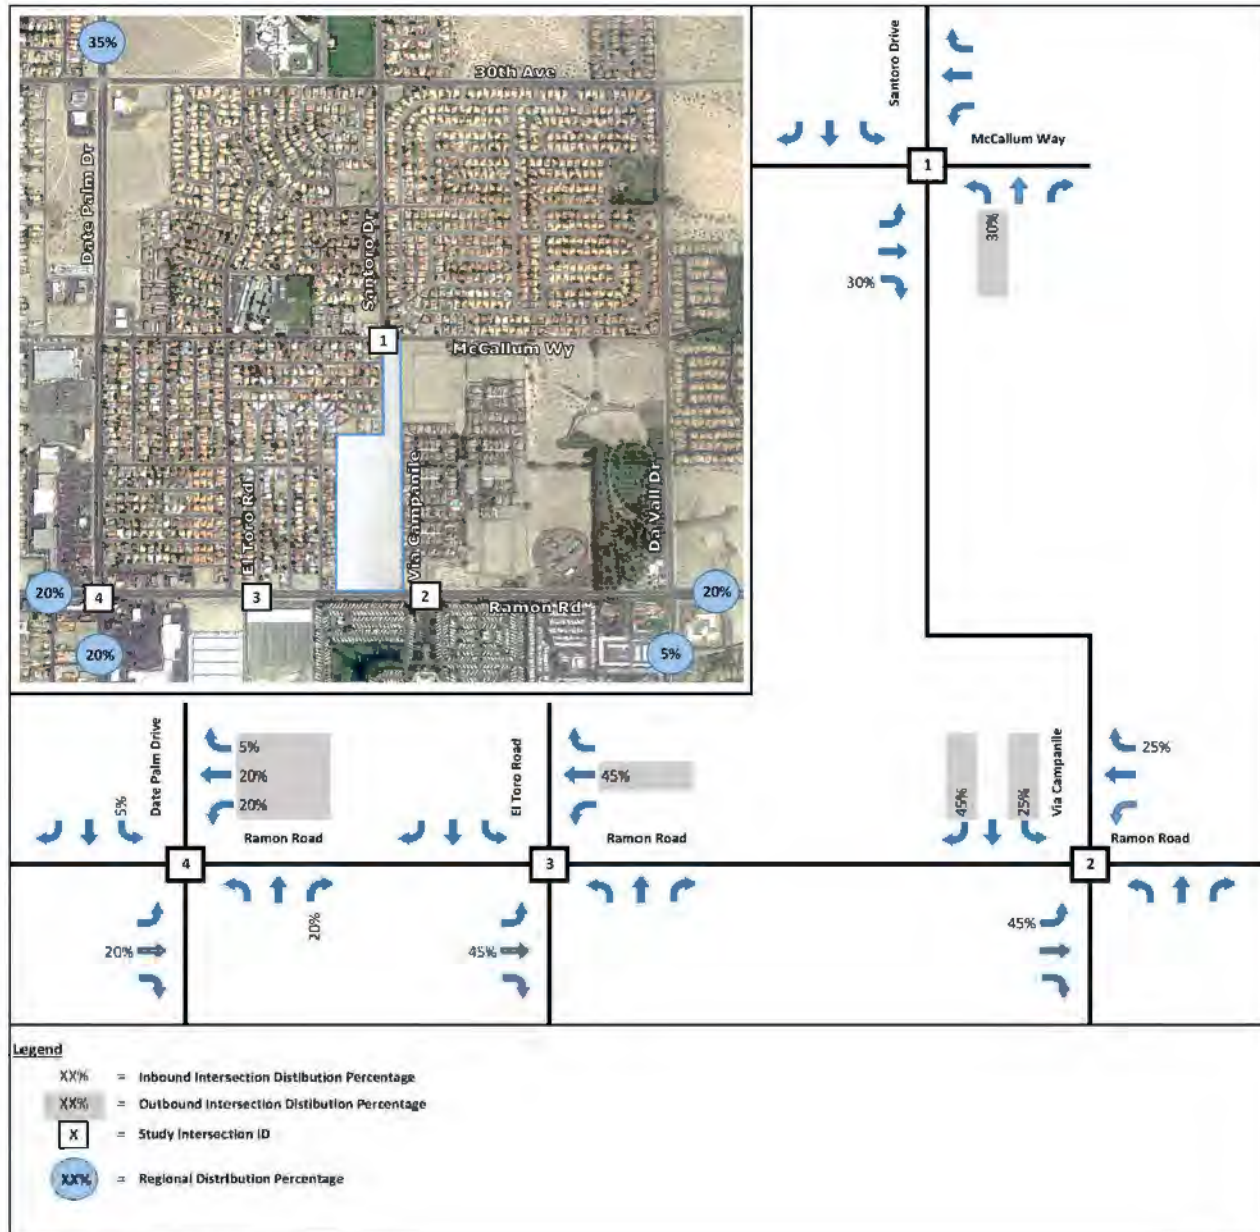 35%
30th Ave
Date Palm Dr
Santoro Dr
1
McCallum Wy
El Toro Rd
Via Campanile
Da Vall Dr
20%
4
3
2
20%
Ramon Rd
20%
5%
Santoro Drive
McCallum Way
1
30%
30%
Date Palm Drive
5%
5%
20%
20%
Ramon Road
4
20%
20%
El Toro Road
45%
Ramon Road
3
45%
45%
25%
Via Campanile
25%
Ramon Road
2
45%
Legend
XX% = Inbound Intersection Distibution Percentage
XX% = Outbound Intersection Distibution Percentage
X = Study Intersection ID
XX% = Regional Distribution Percentage